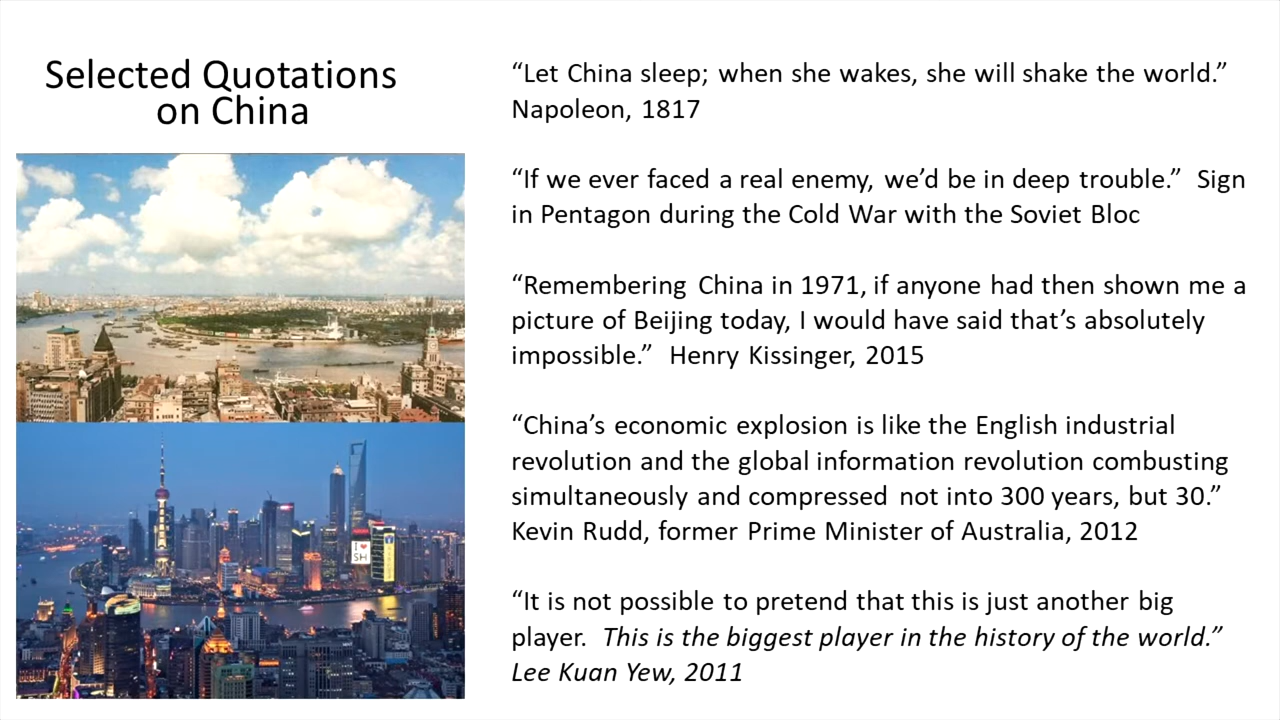 Selected Quotations
on China
“Let China sleep; when she wakes, she will shake the world.”
Napoleon, 1817
“If we ever faced a real enemy, we’d be in deep trouble.”  Sign
in Pentagon during the Cold War with the Soviet Bloc
“Remembering China in 1971, if anyone had then shown me a
picture of Beijing today, I would have said that’s absolutely
impossible.”  Henry Kissinger, 2015
“China’s economic explosion is like the English industrial
revolution and the global information revolution combusting
simultaneously and compressed not into 300 years, but 30.”
Kevin Rudd, former Prime Minister of Australia, 2012
“It is not possible to pretend that this is just another big
player.  This is the biggest player in the history of the world.”
Lee Kuan Yew, 2011
I ♥
SH